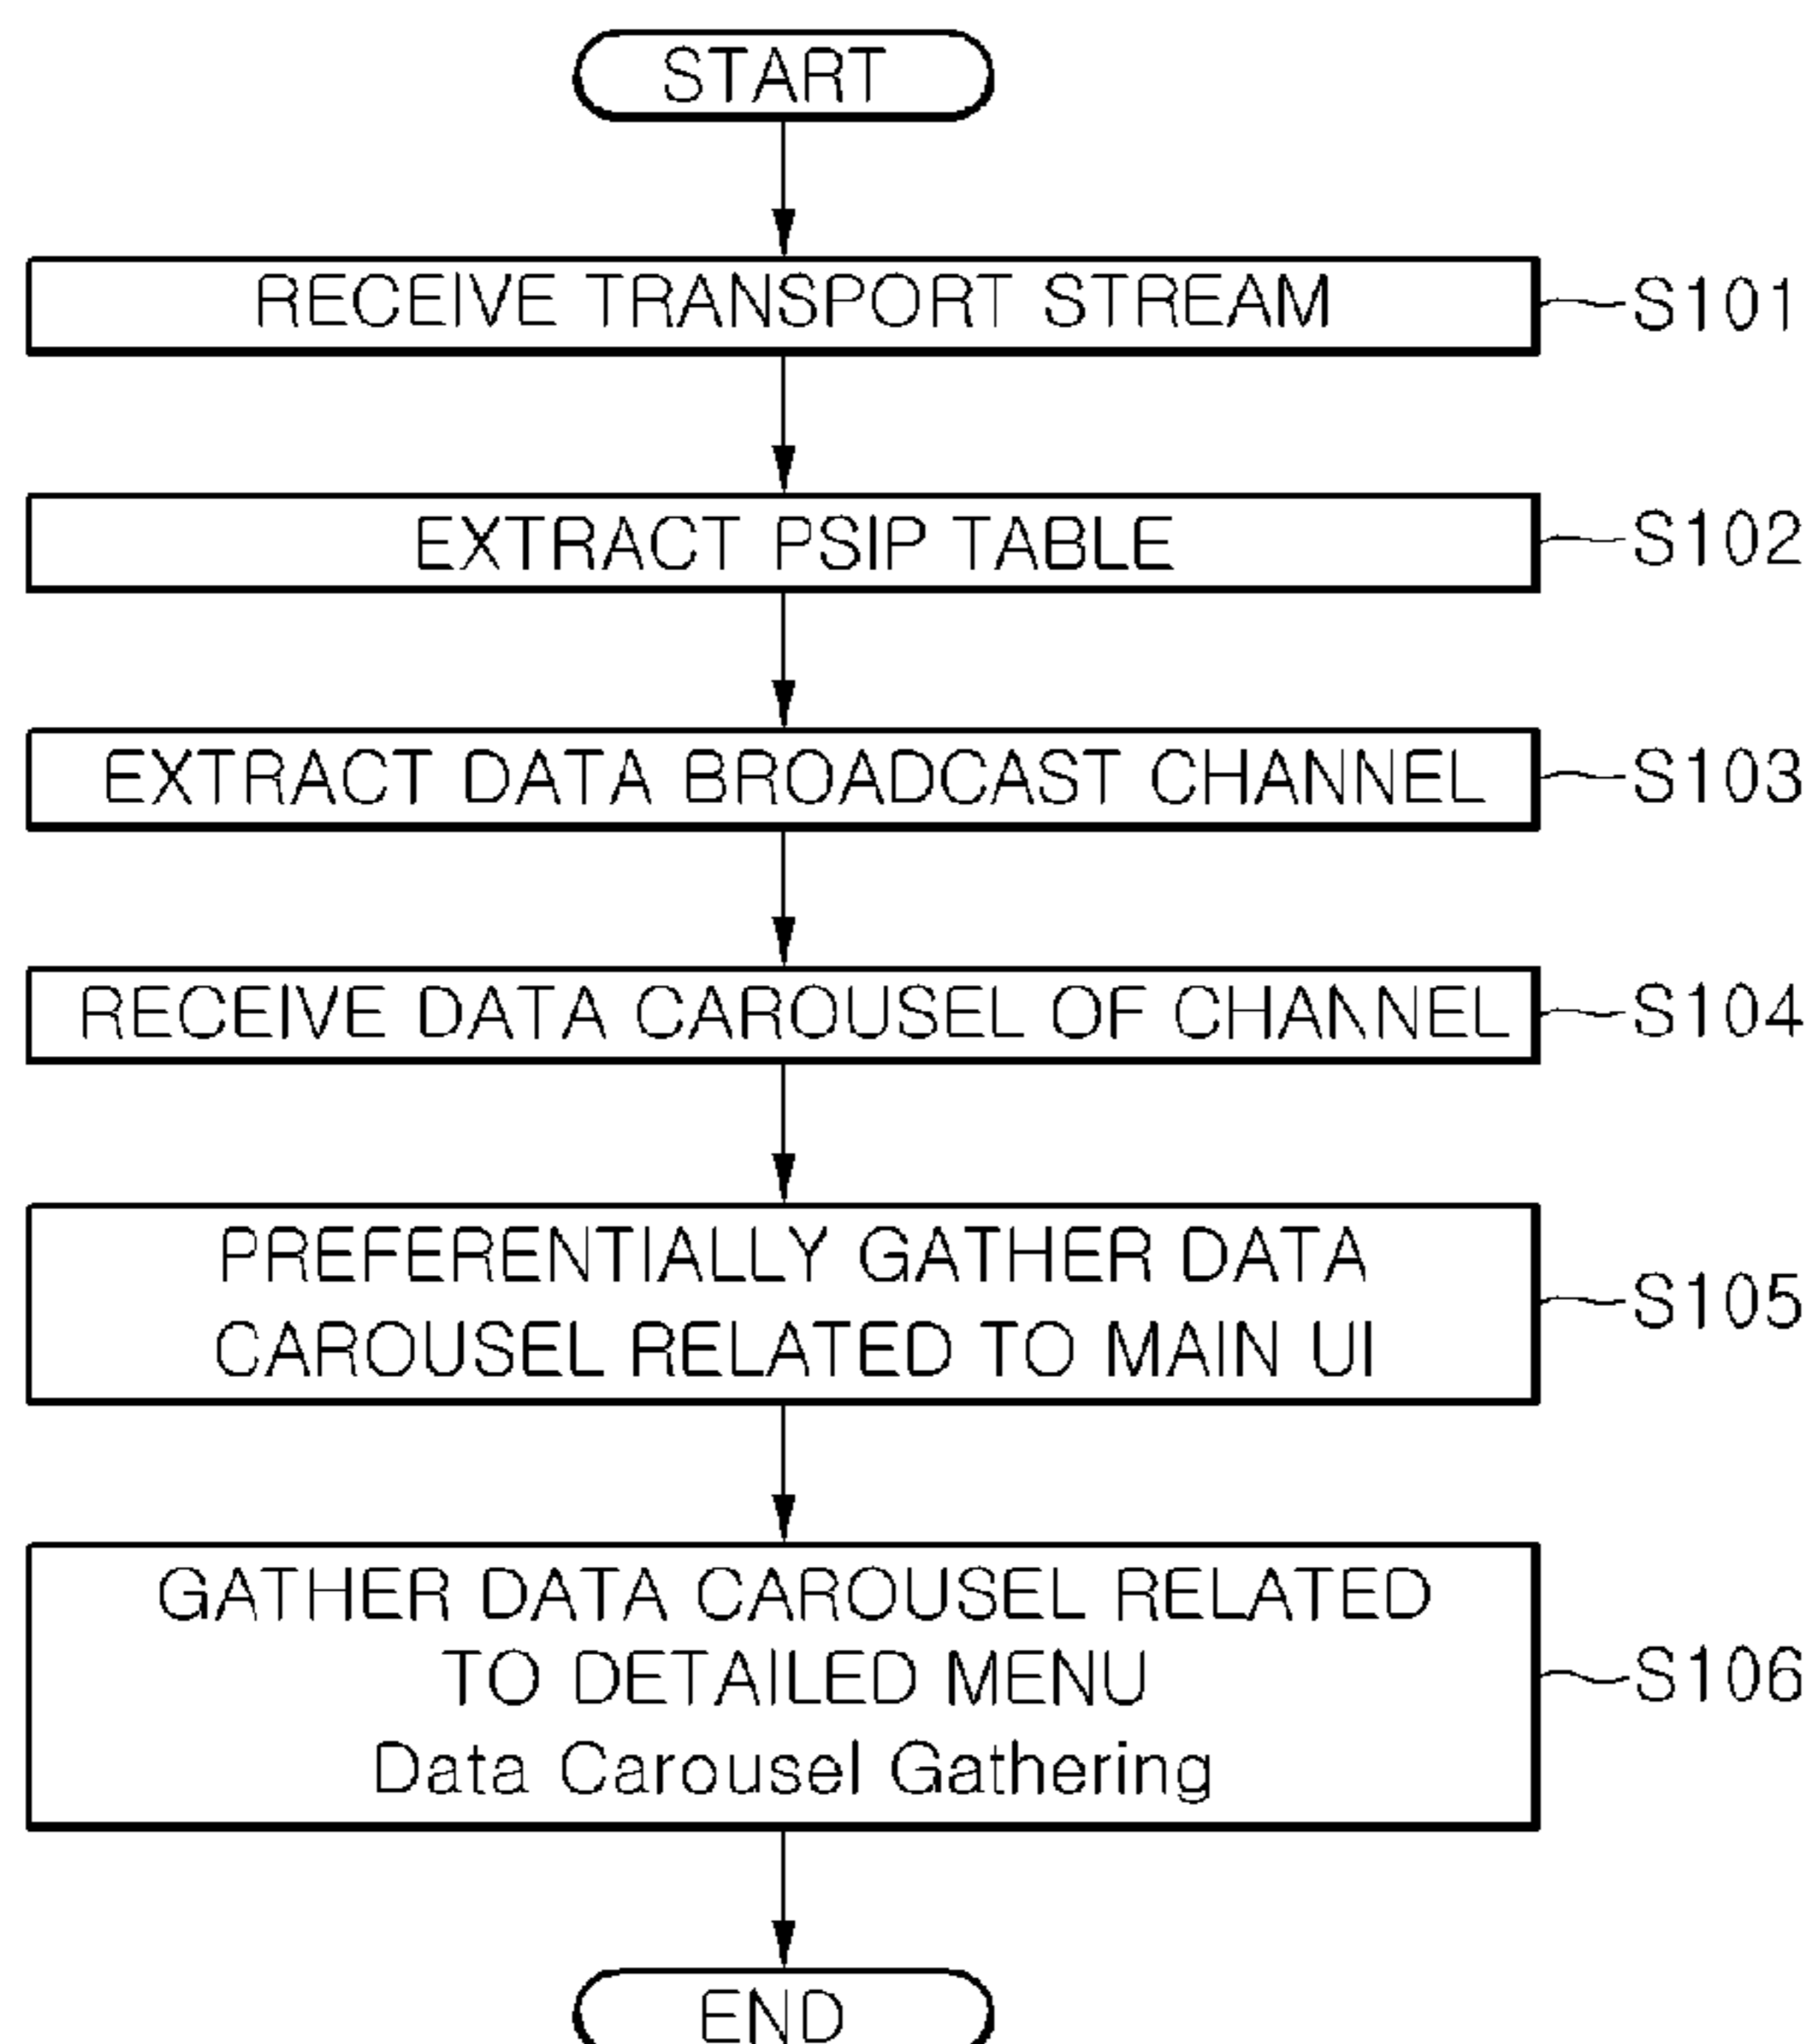 START
RECEIVE TRANSPORT STREAM
S101
EXTRACT PSIP TABLE
S102
EXTRACT DATA BROADCAST CHANNEL
S103
RECEIVE DATA CAROUSEL OF CHANNEL
S104
PREFERENTIALLY GATHER DATA
CAROUSEL RELATED TO MAIN UI
S105
GATHER DATA CAROUSEL RELATED
TO DETAILED MENU
Data Carousel Gathering
S106
END